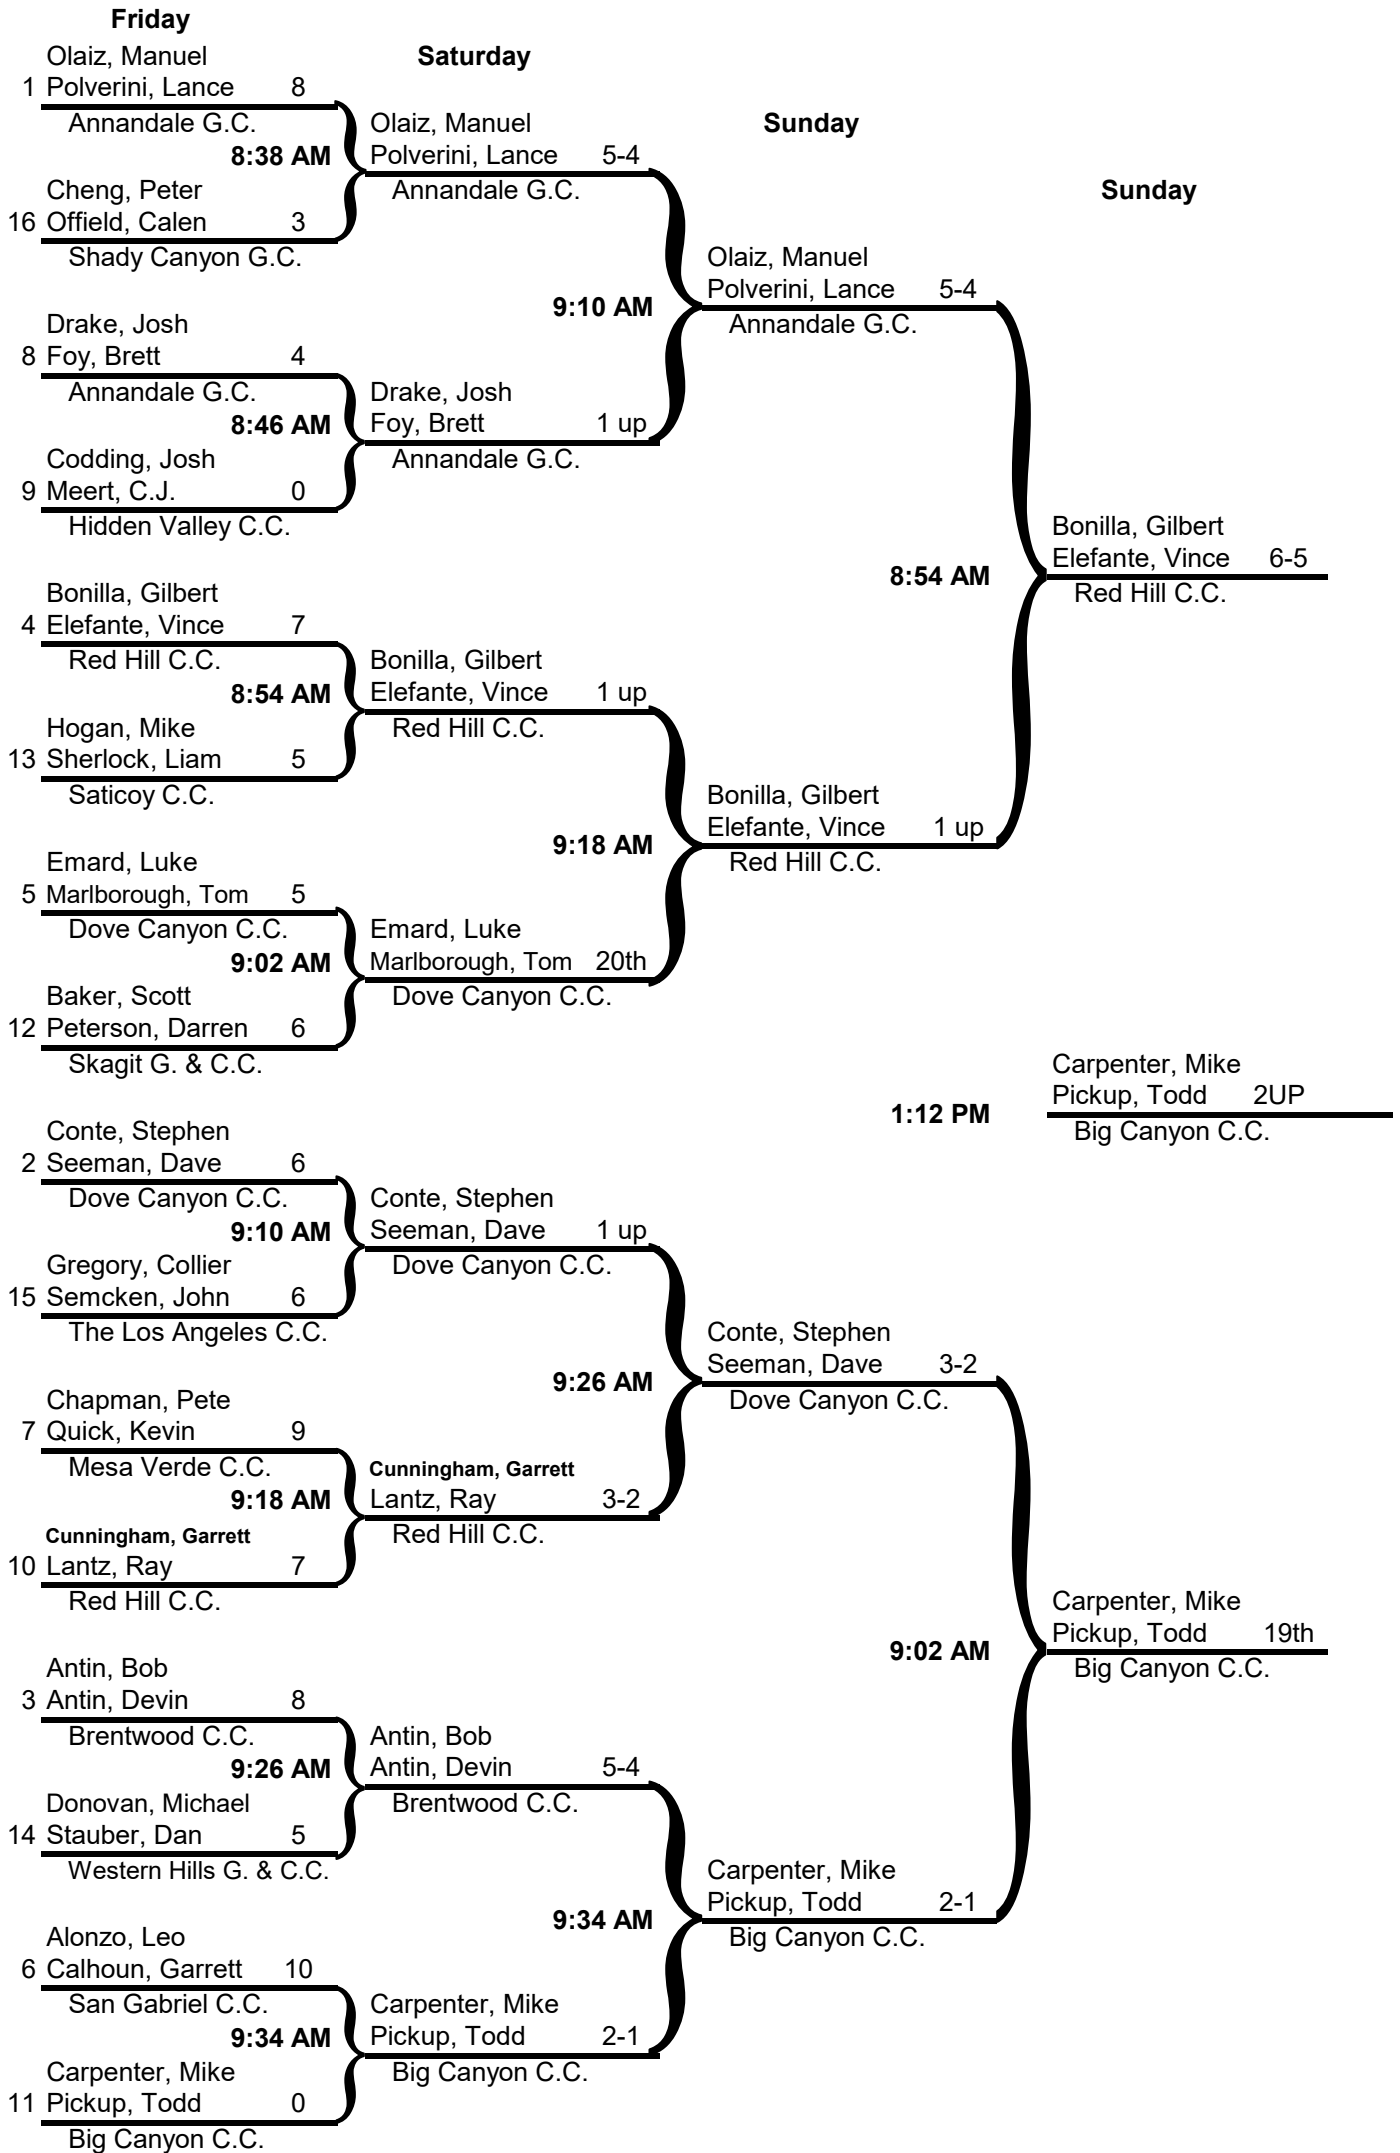 Friday
Olaiz, Manuel
1 Polverini, Lance 8
Annandale G.C.
8:38 AM
Cheng, Peter
16 Offield, Calen 3
Shady Canyon G.C.
Drake, Josh
8 Foy, Brett 4
Annandale G.C.
8:46 AM
Codding, Josh
9 Meert, C.J. 0
Hidden Valley C.C.
Bonilla, Gilbert
4 Elefante, Vince 7
Red Hill C.C.
8:54 AM
Hogan, Mike
13 Sherlock, Liam 5
Saticoy C.C.
Emard, Luke
5 Marlborough, Tom 5
Dove Canyon C.C.
9:02 AM
Baker, Scott
12 Peterson, Darren 6
Skagit G. & C.C.
Conte, Stephen
2 Seeman, Dave 6
Dove Canyon C.C.
9:10 AM
Gregory, Collier
15 Semcken, John 6
The Los Angeles C.C.
Chapman, Pete
7 Quick, Kevin 9
Mesa Verde C.C.
9:18 AM
Cunningham, Garrett
10 Lantz, Ray 7
Red Hill C.C.
Antin, Bob
3 Antin, Devin 8
Brentwood C.C.
9:26 AM
Donovan, Michael
14 Stauber, Dan 5
Western Hills G. & C.C.
Alonzo, Leo
6 Calhoun, Garrett 10
San Gabriel C.C.
9:34 AM
Carpenter, Mike
11 Pickup, Todd 0
Big Canyon C.C.
Saturday
Olaiz, Manuel
Polverini, Lance 5-4
Annandale G.C.
9:10 AM
Drake, Josh
Foy, Brett 1 up
Annandale G.C.
Bonilla, Gilbert
Elefante, Vince 1 up
Red Hill C.C.
9:18 AM
Emard, Luke
Marlborough, Tom 20th
Dove Canyon C.C.
Conte, Stephen
Seeman, Dave 1 up
Dove Canyon C.C.
9:26 AM
Cunningham, Garrett
Lantz, Ray 3-2
Red Hill C.C.
Antin, Bob
Antin, Devin 5-4
Brentwood C.C.
9:34 AM
Carpenter, Mike
Pickup, Todd 2-1
Big Canyon C.C.
Sunday
Olaiz, Manuel
Polverini, Lance 5-4
Annandale G.C.
8:54 AM
Bonilla, Gilbert
Elefante, Vince 1 up
Red Hill C.C.
1:12 PM
Conte, Stephen
Seeman, Dave 3-2
Dove Canyon C.C.
9:02 AM
Carpenter, Mike
Pickup, Todd 2-1
Big Canyon C.C.
Sunday
Bonilla, Gilbert
Elefante, Vince 6-5
Red Hill C.C.
Carpenter, Mike
Pickup, Todd 2UP
Big Canyon C.C.
Carpenter, Mike
Pickup, Todd 19th
Big Canyon C.C.